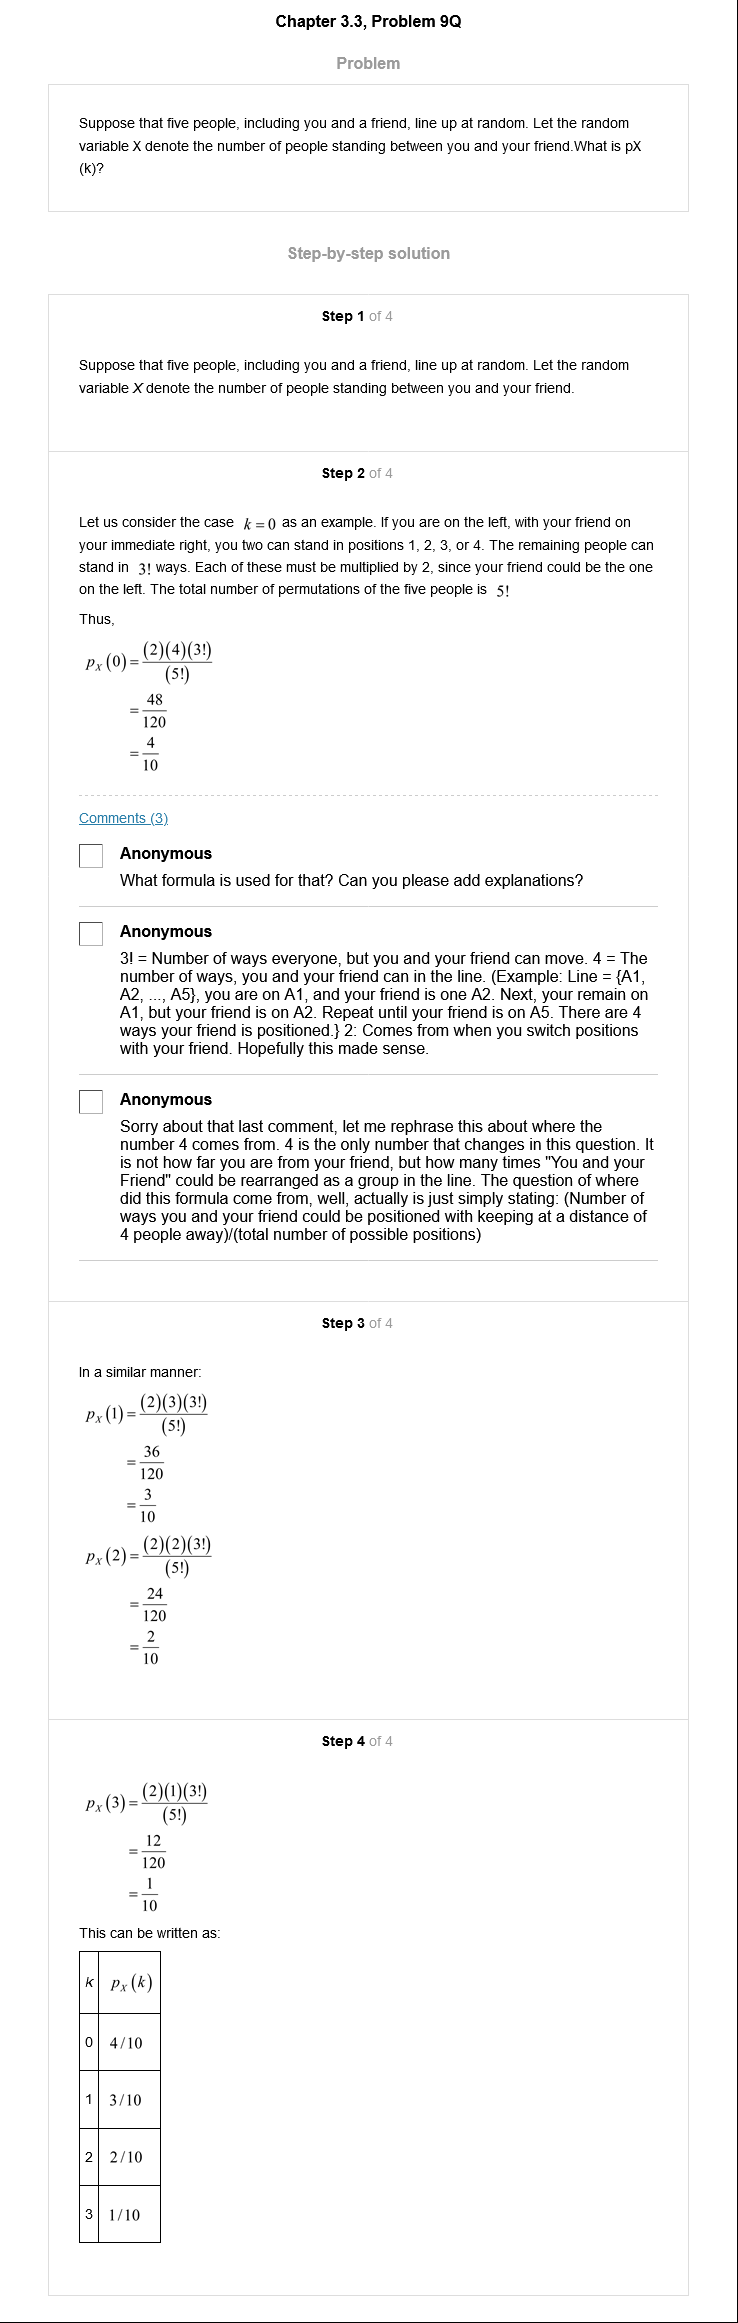 Chapter 3.3, Problem 9Q
Problem
Suppose that five people, including you and a friend, line up at random. Let the random
variable X denote the number of people standing between you and your friend.What is pX
(k)?
Step-by-step solution
Step 1 of 4
Suppose that five people, including you and a friend, line up at random. Let the random
variable X denote the number of people standing between you and your friend.
Step 2 of 4
Let us consider the case k = 0 as an example. If you are on the left, with your friend on
your immediate right, you two can stand in positions 1, 2, 3, or 4. The remaining people can
stand in 3! ways. Each of these must be multiplied by 2, since your friend could be the one
on the left. The total number of permutations of the five people is 5!
Thus,
p_X(0) = (2)(4)(3!) / (5!)
= 48/120
= 4/10
Comments (3)
Anonymous
What formula is used for that? Can you please add explanations?
Anonymous
3! = Number of ways everyone, but you and your friend can move. 4 = The
number of ways, you and your friend can in the line. (Example: Line = {A1,
A2, ..., A5}, you are on A1, and your friend is one A2. Next, your remain on
A1, but your friend is on A2. Repeat until your friend is on A5. There are 4
ways your friend is positioned.} 2: Comes from when you switch positions
with your friend. Hopefully this made sense.
Anonymous
Sorry about that last comment, let me rephrase this about where the
number 4 comes from. 4 is the only number that changes in this question. It
is not how far you are from your friend, but how many times "You and your
Friend" could be rearranged as a group in the line. The question of where
did this formula come from, well, actually is just simply stating: (Number of
ways you and your friend could be positioned with keeping at a distance of
4 people away)/(total number of possible positions)
Step 3 of 4
In a similar manner:
p_X(1) = (2)(3)(3!) / (5!)
= 36/120
= 3/10
p_X(2) = (2)(2)(3!) / (5!)
= 24/120
= 2/10
Step 4 of 4
p_X(3) = (2)(1)(3!) / (5!)
= 12/120
= 1/10
This can be written as:
k p_X(k)
0 4/10
1 3/10
2 2/10
3 1/10